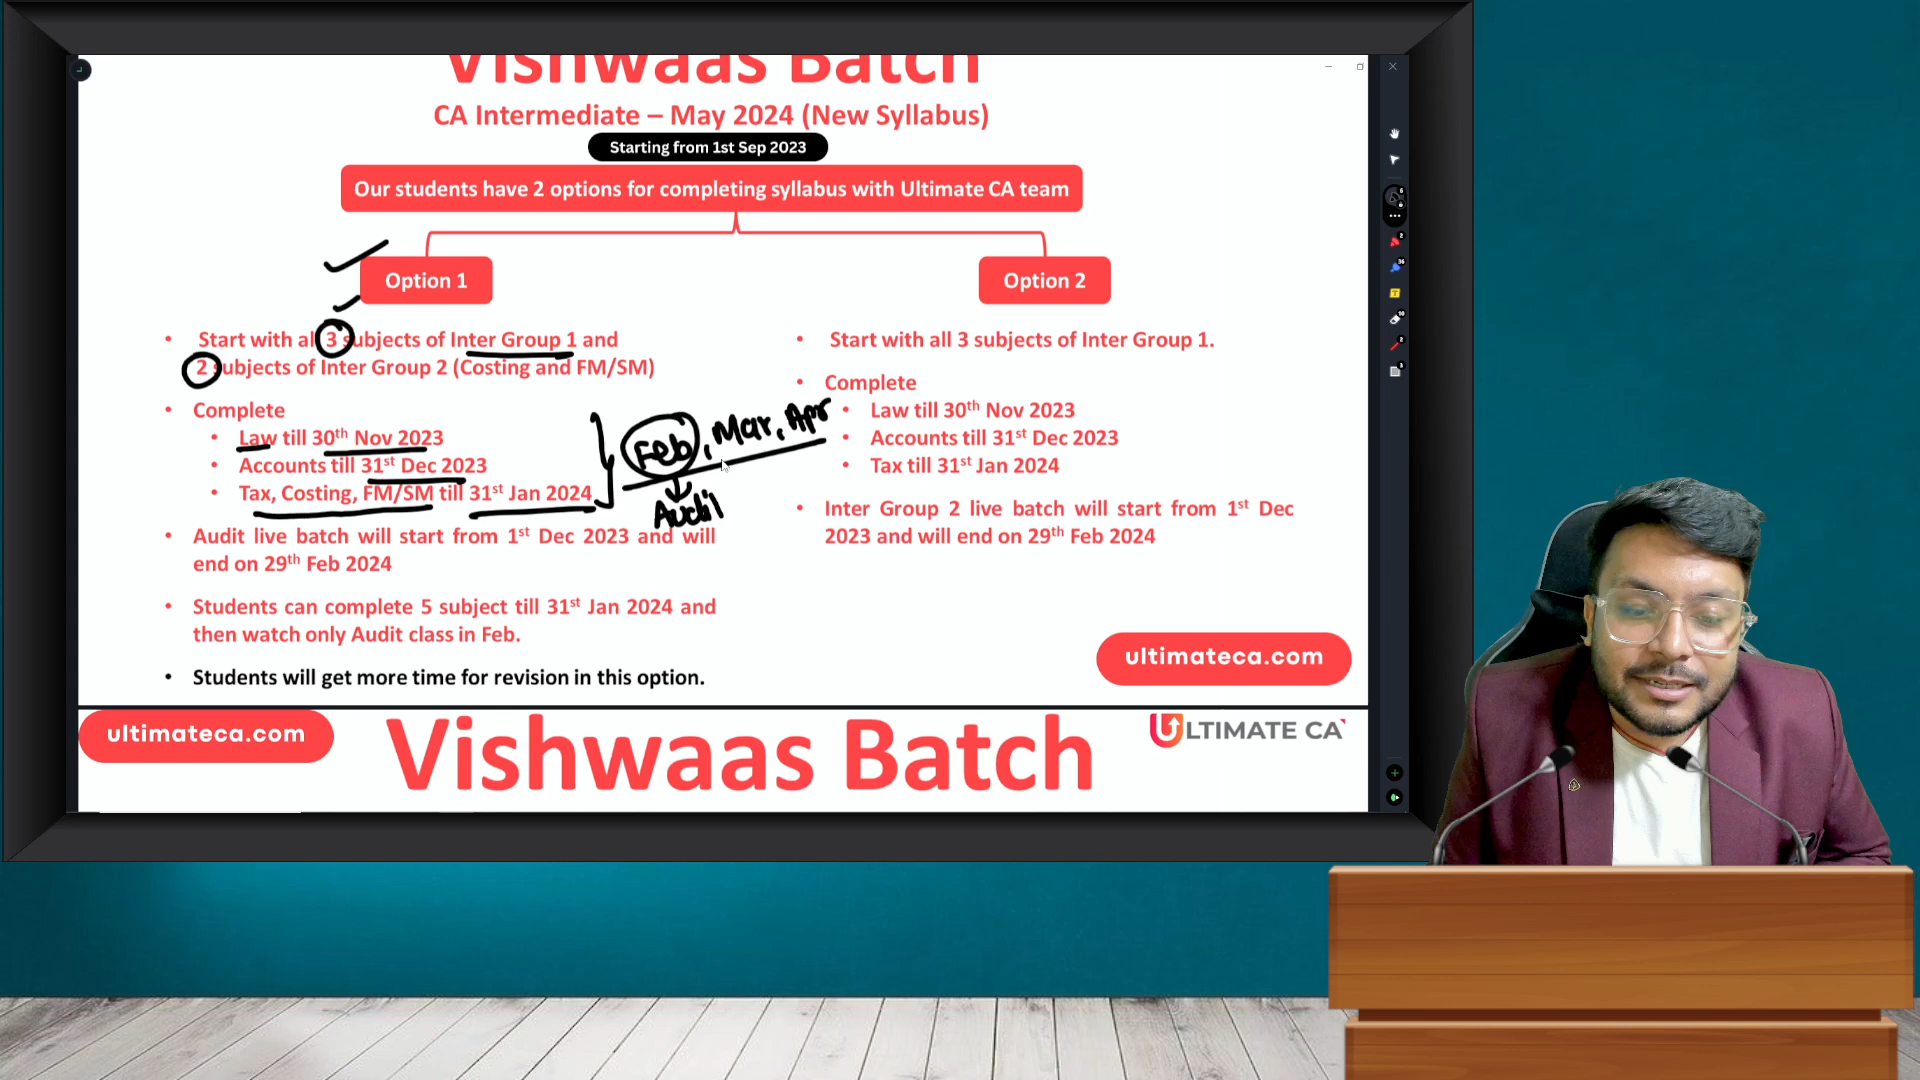 Vishwaas Batch
CA Intermediate – May 2024 (New Syllabus)
Starting from 1st Sep 2023
Our students have 2 options for completing syllabus with Ultimate CA team
Option 1
• Start with all 3 subjects of Inter Group 1 and
2 subjects of Inter Group 2 (Costing and FM/SM)
• Complete
• Law till 30th Nov 2023
• Accounts till 31st Dec 2023
• Tax, Costing, FM/SM till 31st Jan 2024
Feb, Mar, Apr
Audit
• Audit live batch will start from 1st Dec 2023 and will
end on 29th Feb 2024
• Students can complete 5 subject till 31st Jan 2024 and
then watch only Audit class in Feb.
• Students will get more time for revision in this option.
Option 2
• Start with all 3 subjects of Inter Group 1.
• Complete
• Law till 30th Nov 2023
• Accounts till 31st Dec 2023
• Tax till 31st Jan 2024
• Inter Group 2 live batch will start from 1st Dec
2023 and will end on 29th Feb 2024
ultimateca.com
ultimateca.com
Vishwaas Batch
ULTIMATE CA